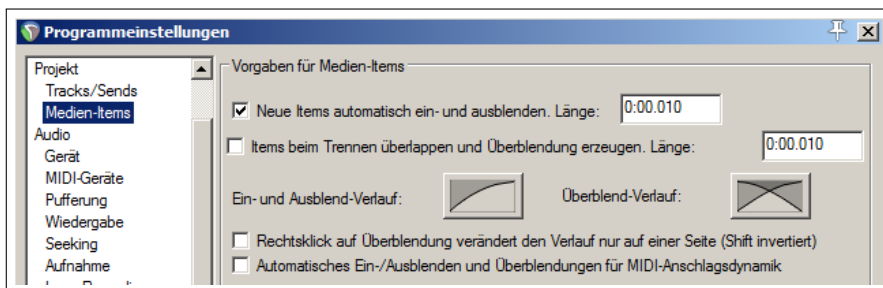 Programmeinstellungen
Projekt
Tracks/Sends
Medien-Items
Audio
Gerät
MIDI-Geräte
Pufferung
Wiedergabe
Seeking
Aufnahme
Vorgaben für Medien-Items
Neue Items automatisch ein- und ausblenden. Länge: 0:00.010
Items beim Trennen überlappen und Überblendung erzeugen. Länge: 0:00.010
Ein- und Ausblend-Verlauf: Überblend-Verlauf:
Rechtsklick auf Überblendung verändert den Verlauf nur auf einer Seite (Shift invertiert)
Automatisches Ein-/Ausblenden und Überblendungen für MIDI-Anschlagsdynamik